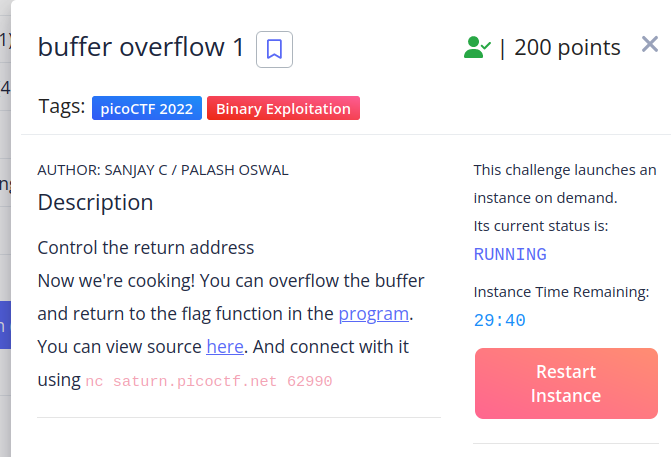 1)
buffer overflow 1
| 200 points
4
Tags: picoCTF 2022 Binary Exploitation
AUTHOR: SANJAY C / PALASH OSWAL
Description
Control the return address
Now we're cooking! You can overflow the buffer
and return to the flag function in the program.
You can view source here. And connect with it
using nc saturn.picoctf.net 62990
This challenge launches an
instance on demand.
Its current status is:
RUNNING
Instance Time Remaining:
29:40
Restart
Instance